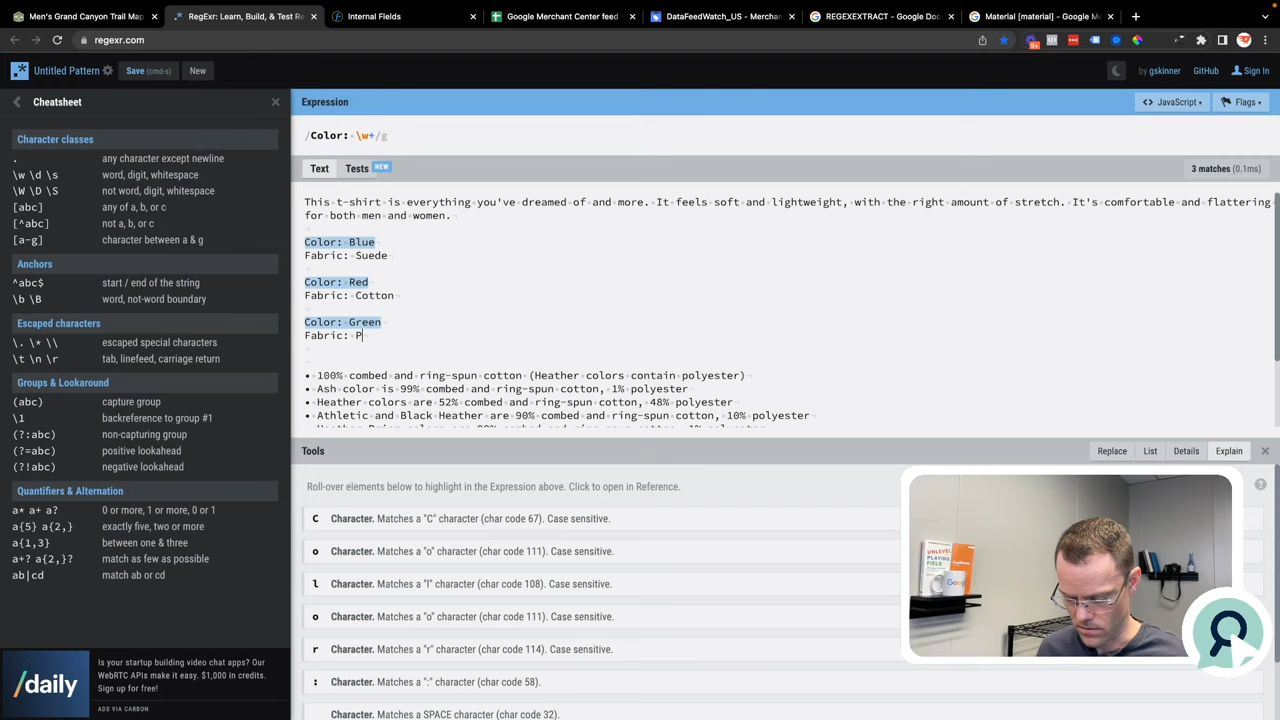 Men's Grand Canyon Trail Map
RegExr: Learn, Build, & Test Re
Internal Fields
Google Merchant Center feed
DataFeedWatch_US - Merchan
REGEXEXTRACT - Google Doc
Material [material] - Google M
regexr.com
Untitled Pattern
Save (cmd-s)
New
by gskinner
GitHub
Sign In
Cheatsheet
Expression
JavaScript
Flags
Character classes
. any character except newline
\w \d \s word, digit, whitespace
\W \D \S not word, digit, whitespace
[abc] any of a, b, or c
[^abc] not a, b, or c
[a-g] character between a & g
Anchors
^abc$ start / end of the string
\b \B word, not-word boundary
Escaped characters
\. \* \\ escaped special characters
\t \n \r tab, linefeed, carriage return
Groups & Lookaround
(abc) capture group
\1 backreference to group #1
(?:abc) non-capturing group
(?=abc) positive lookahead
(?!abc) negative lookahead
Quantifiers & Alternation
a* a+ a? 0 or more, 1 or more, 0 or 1
a{5} a{2,} exactly five, two or more
a{1,3} between one & three
a+? a{2,}? match as few as possible
ab|cd match ab or cd
/daily
Is your startup building video chat apps? Our
WebRTC APIs make it easy. $1,000 in credits.
Sign up for free!
ADS VIA CARBON
/Color: \w+/g
Text
Tests NEW
3 matches (0.1ms)
This t-shirt is everything you've dreamed of and more. It feels soft and lightweight, with the right amount of stretch. It's comfortable and flattering
for both men and women.
Color: Blue
Fabric: Suede
Color: Red
Fabric: Cotton
Color: Green
Fabric: P
• 100% combed and ring-spun cotton (Heather colors contain polyester)
• Ash color is 99% combed and ring-spun cotton, 1% polyester
• Heather colors are 52% combed and ring-spun cotton, 48% polyester
• Athletic and Black Heather are 90% combed and ring-spun cotton, 10% polyester
Tools
Replace
List
Details
Explain
Roll-over elements below to highlight in the Expression above. Click to open in Reference.
C Character. Matches a "C" character (char code 67). Case sensitive.
o Character. Matches a "o" character (char code 111). Case sensitive.
l Character. Matches a "l" character (char code 108). Case sensitive.
o Character. Matches a "o" character (char code 111). Case sensitive.
r Character. Matches a "r" character (char code 114). Case sensitive.
: Character. Matches a ":" character (char code 58).
Character. Matches a SPACE character (char code 32).
UNLEVEL
PLAYING
FIELD
Goog